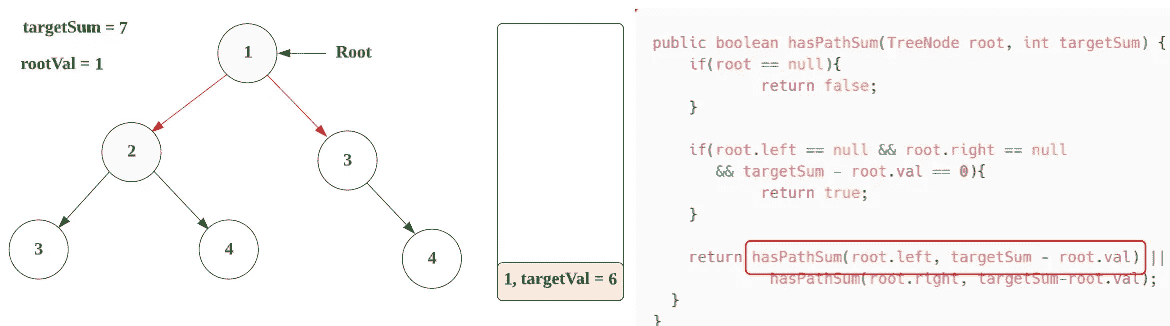 targetSum = 7
rootVal = 1
1
Root
2
3
3
4
4
1, targetVal = 6
public boolean hasPathSum(TreeNode root, int targetSum) {
if(root == null){
return false;
}
if(root.left == null && root.right == null
&& targetSum - root.val == 0){
return true;
}
return hasPathSum(root.left, targetSum - root.val) ||
hasPathSum(root.right, targetSum-root.val);
}
}